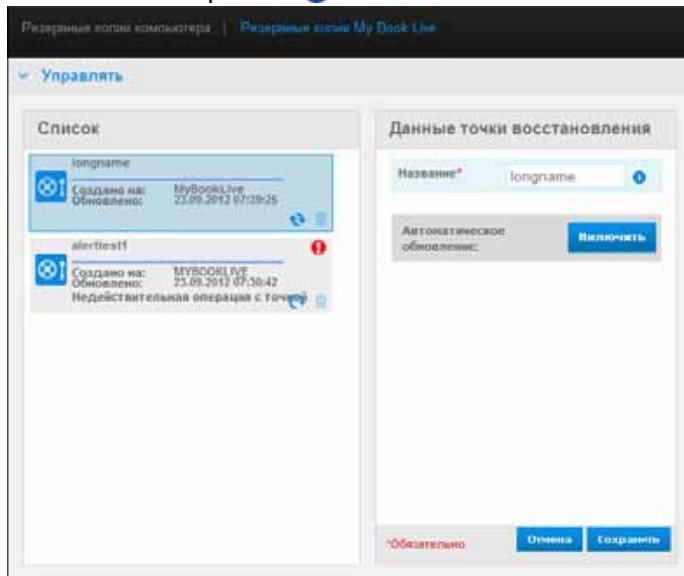 Резервные копии компьютера | Резервные копии My Book Live
Управлять
Список
longname
Создано на: MyBookLive
Обновлено: 23.09.2012 07:39:25
alerttest1
Создано на: MYBOOKLIVE
Обновлено: 23.09.2012 07:30:42
Недействительная операция с точкой
Данные точки восстановления
Название* longname
Автоматическое обновление: Включить
*Обязательно Отмена Сохранить